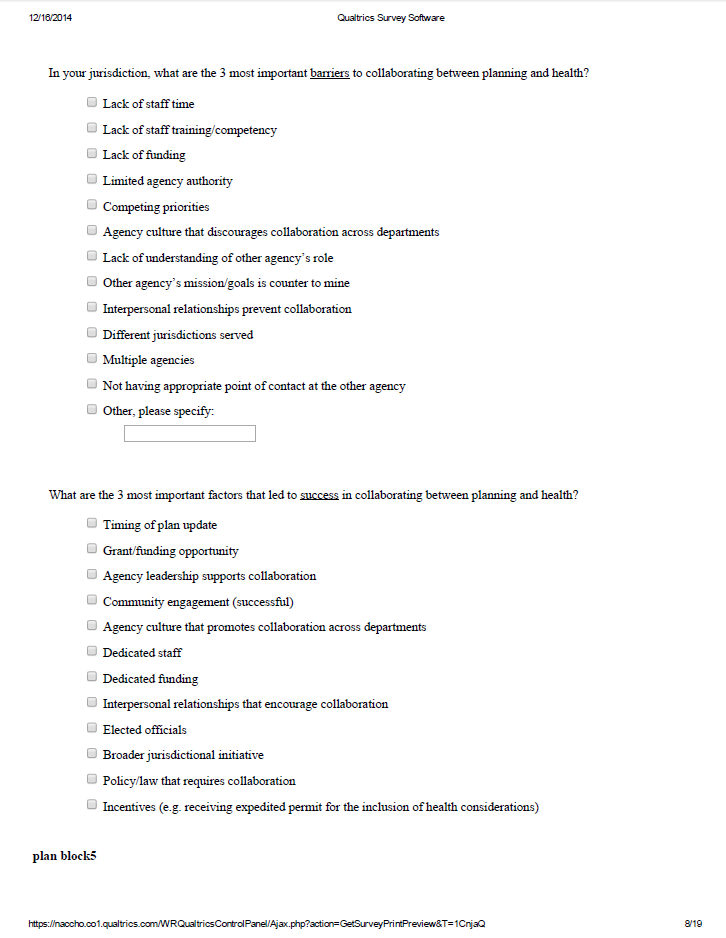 12/16/2014 Qualtrics Survey Software
In your jurisdiction, what are the 3 most important barriers to collaborating between planning and health?
Lack of staff time
Lack of staff training/competency
Lack of funding
Limited agency authority
Competing priorities
Agency culture that discourages collaboration across departments
Lack of understanding of other agency's role
Other agency's mission/goals is counter to mine
Interpersonal relationships prevent collaboration
Different jurisdictions served
Multiple agencies
Not having appropriate point of contact at the other agency
Other, please specify:
What are the 3 most important factors that led to success in collaborating between planning and health?
Timing of plan update
Grant/funding opportunity
Agency leadership supports collaboration
Community engagement (successful)
Agency culture that promotes collaboration across departments
Dedicated staff
Dedicated funding
Interpersonal relationships that encourage collaboration
Elected officials
Broader jurisdictional initiative
Policy/law that requires collaboration
Incentives (e.g. receiving expedited permit for the inclusion of health considerations)
plan block5
https://naccho.co1.qualtrics.com/WRQualtricsControlPanel/Ajax.php?action=GetSurveyPrintPreview&T=1CnjaQ 8/19